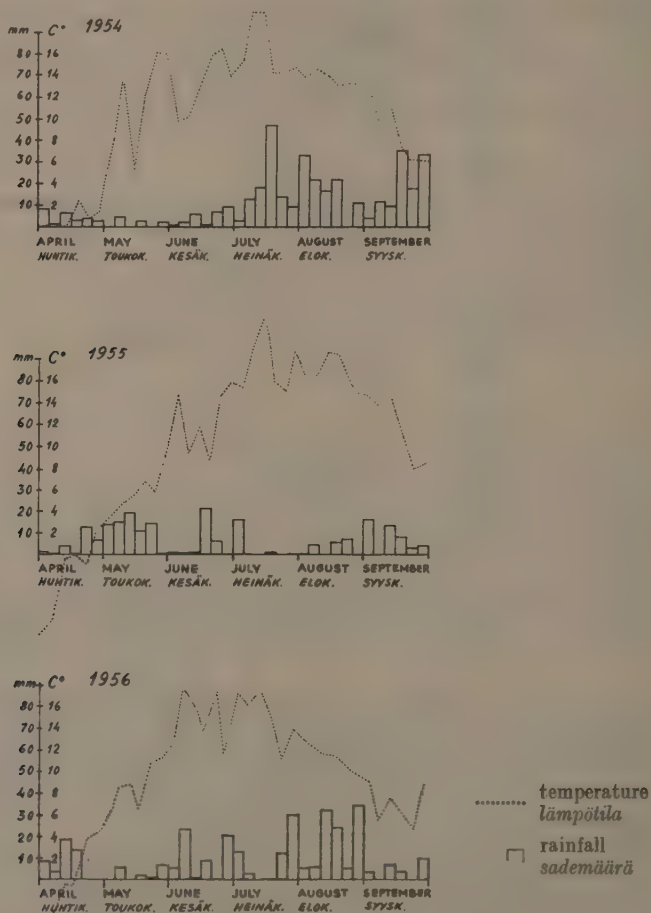 mm C° 1954
80 16
70 14
60 12
50 10
40 8
30 6
20 4
10 2
APRIL MAY JUNE JULY AUGUST SEPTEMBER
HUHTIK. TOUKOK. KESÄK. HEINÄK. ELOK. SYYSK.
mm C° 1955
80 16
70 14
60 12
50 10
40 8
30 6
20 4
10 2
APRIL MAY JUNE JULY AUGUST SEPTEMBER
HUHTIK. TOUKOK. KESÄK. HEINÄK. ELOK. SYYSK.
mm C° 1956
80 16
70 14
60 12
50 10
40 8
30 6
20 4
10 2
APRIL MAY JUNE JULY AUGUST SEPTEMBER
HUHTIK. TOUKOK. KESÄK. HEINÄK. ELOK. SYYSK.
temperature
lämpötila
rainfall
sademäärä